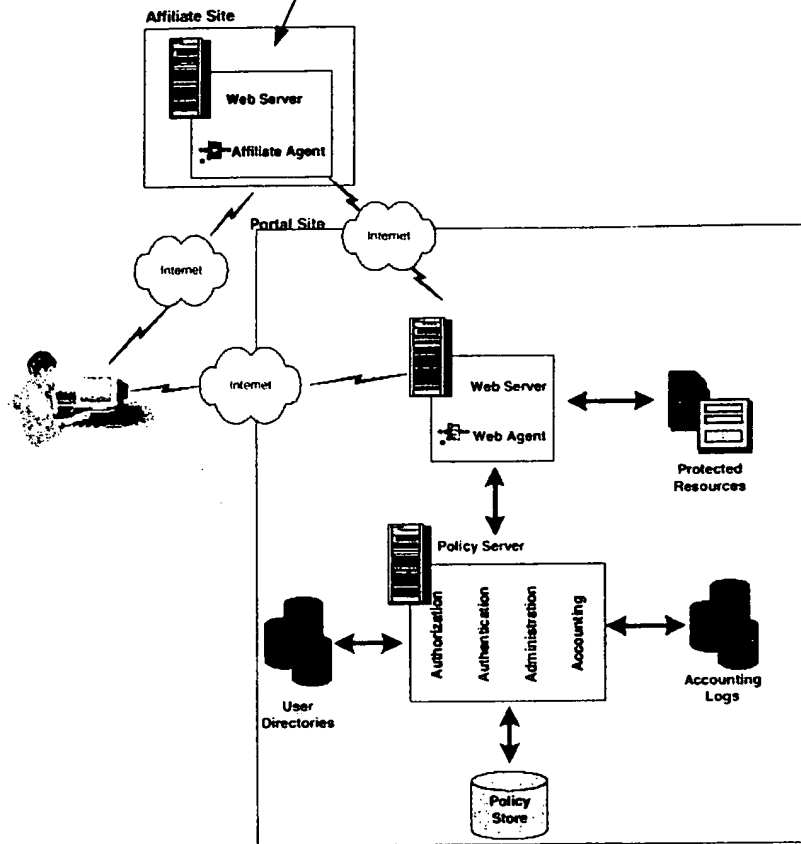 Affiliate Site
Web Server
Affiliate Agent
Portal Site
Internet
Internet
Internet
Web Server
Web Agent
Protected
Resources
Policy Server
Authorization
Authentication
Administration
Accounting
User
Directories
Accounting
Logs
Policy
Store